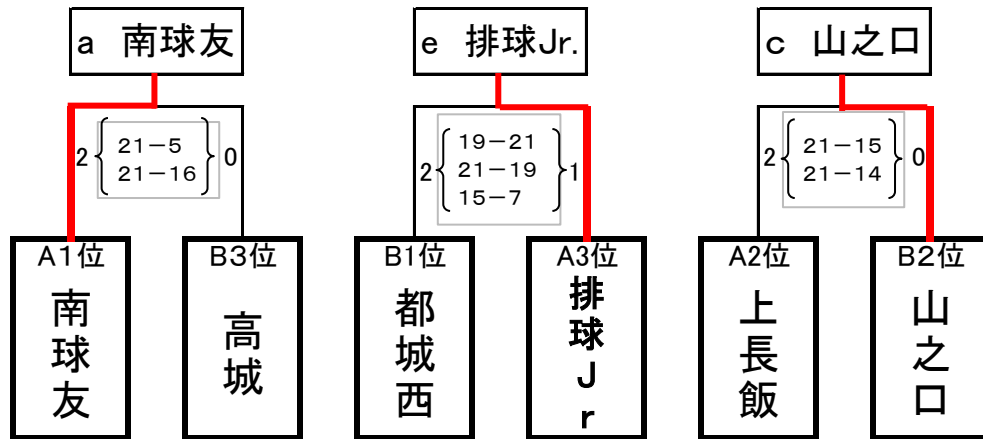 a 南球友
e 排球Jr.
c 山之口
2
21－5
21－16
0
2
19－21
21－19
15－7
1
2
21－15
21－14
0
A１位
南球友
B３位
高城
B1位
都城西
A3位
排球Jr
A２位
上長飯
B２位
山之口